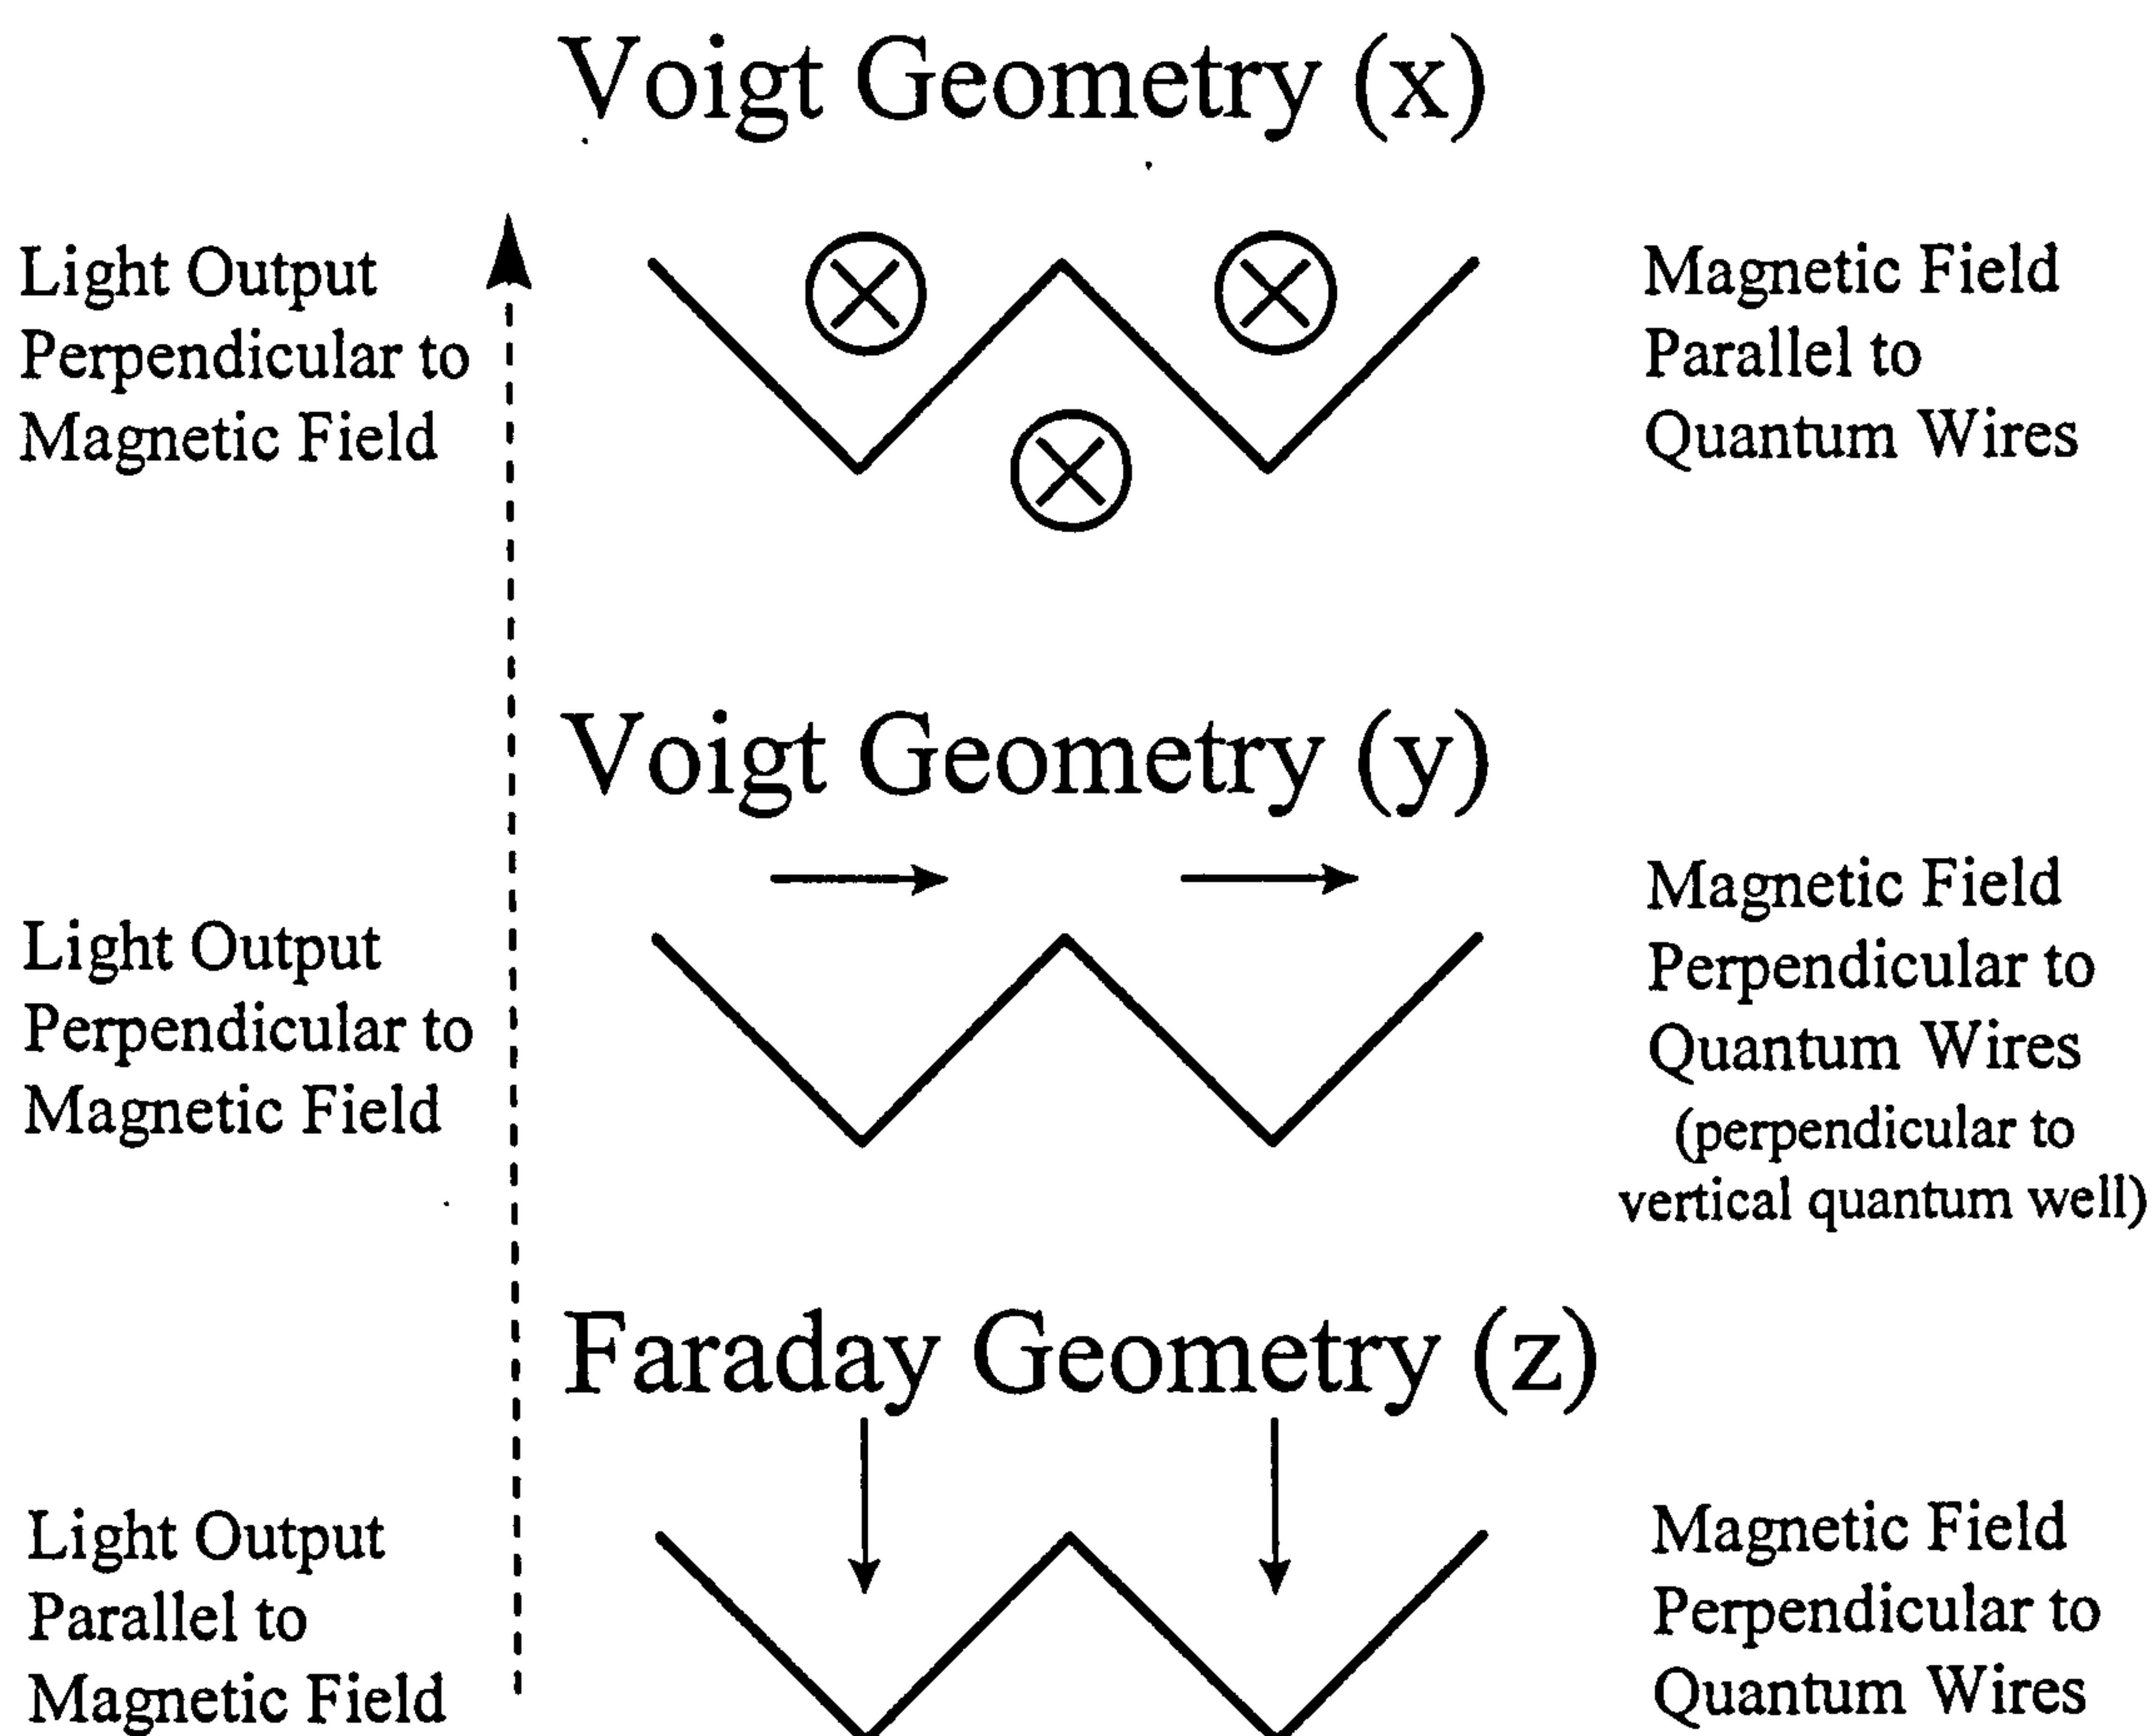 Voigt Geometry (x)
Light Output
Perpendicular to
Magnetic Field
Magnetic Field
Parallel to
Quantum Wires
Voigt Geometry (y)
Light Output
Perpendicular to
Magnetic Field
Magnetic Field
Perpendicular to
Quantum Wires
(perpendicular to
vertical quantum well)
Faraday Geometry (z)
Light Output
Parallel to
Magnetic Field
Magnetic Field
Perpendicular to
Quantum Wires